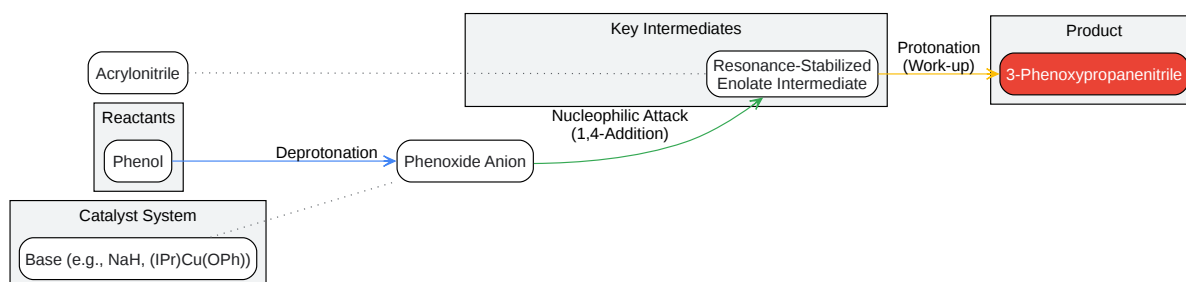 Key Intermediates
Product
Acrylonitrile
Resonance-Stabilized
Enolate Intermediate
Protonation
(Work-up)
3-Phenoxypropanenitrile
Reactants
Phenol
Deprotonation
Phenoxide Anion
Nucleophilic Attack
(1,4-Addition)
Catalyst System
Base (e.g., NaH, (IPr)Cu(OPh))